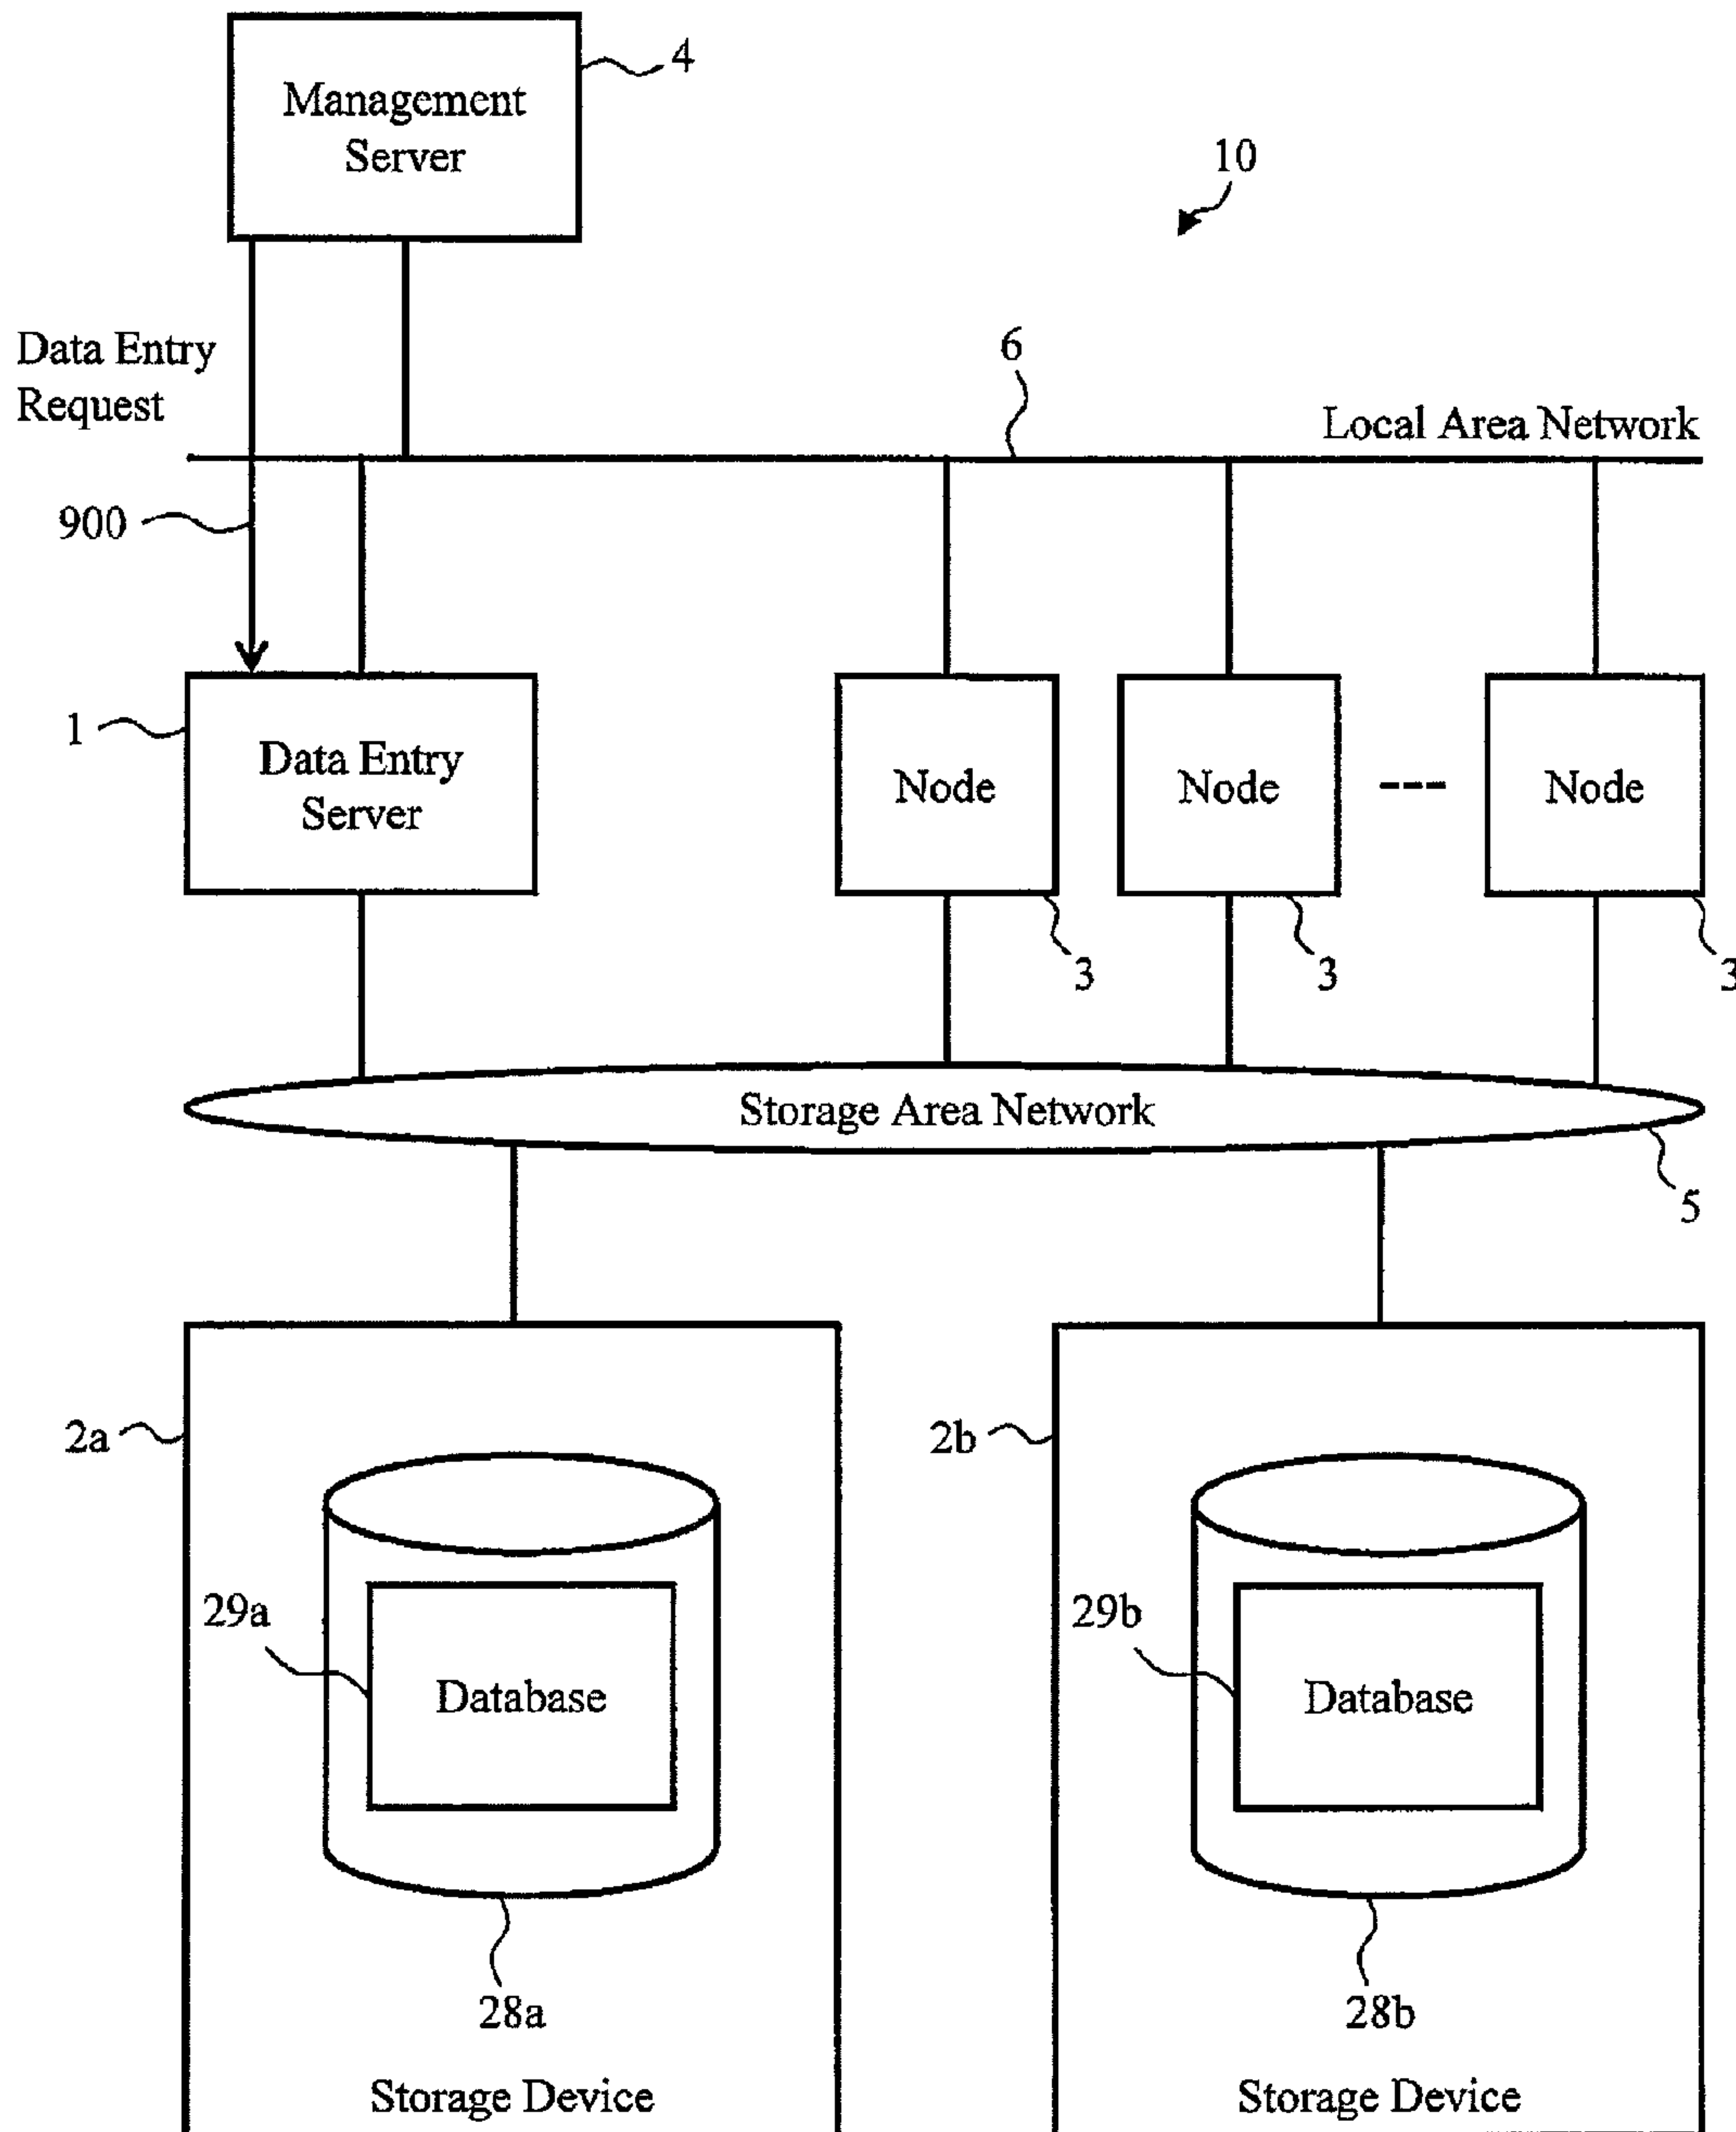 4
Management
Server
10
Data Entry
Request
6
Local Area Network
900
1
Data Entry
Server
Node
Node
---
Node
3
3
3
Storage Area Network
5
2a
2b
29a
29b
Database
Database
28a
28b
Storage Device
Storage Device